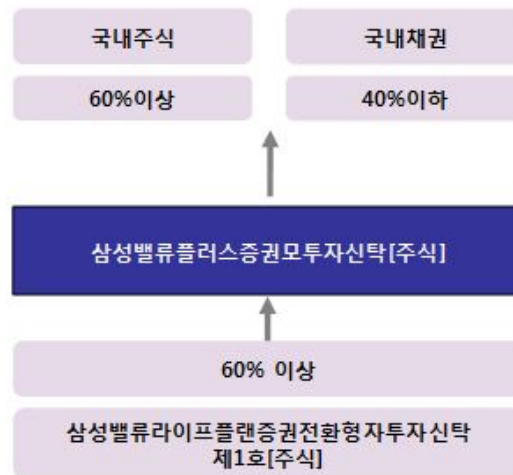 국내주식
국내채권
60%이상
40%이하
삼성밸류플러스증권모투자신탁[주식]
60% 이상
삼성밸류라이프플랜증권전환형자투자신탁
제1호[주식]